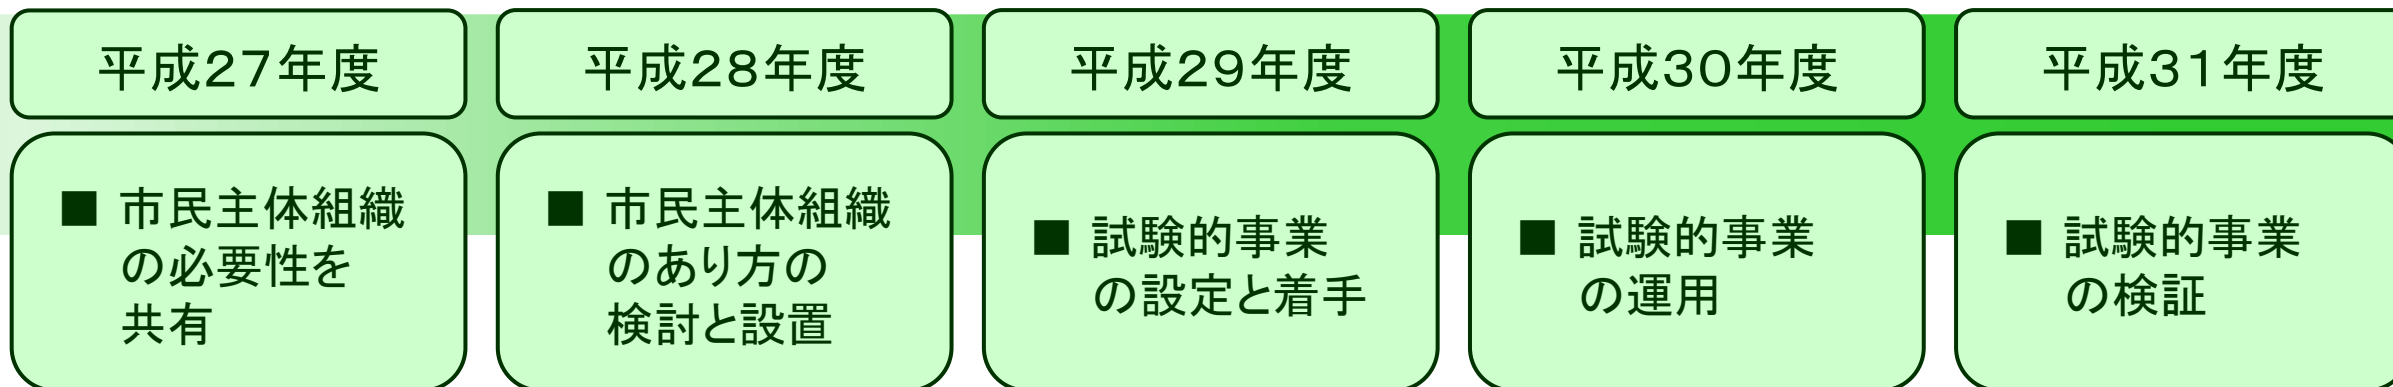 平成27年度
平成28年度
平成29年度
平成30年度
平成31年度
■ 市民主体組織
の必要性を
共有
■ 市民主体組織
のあり方の
検討と設置
■ 試験的事業
の設定と着手
■ 試験的事業
の運用
■ 試験的事業
の検証